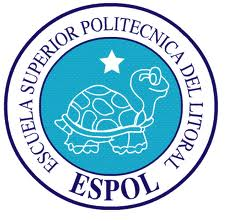 ESCUELA SUPERIOR POLITECNICA DEL LITORAL
ESPOL